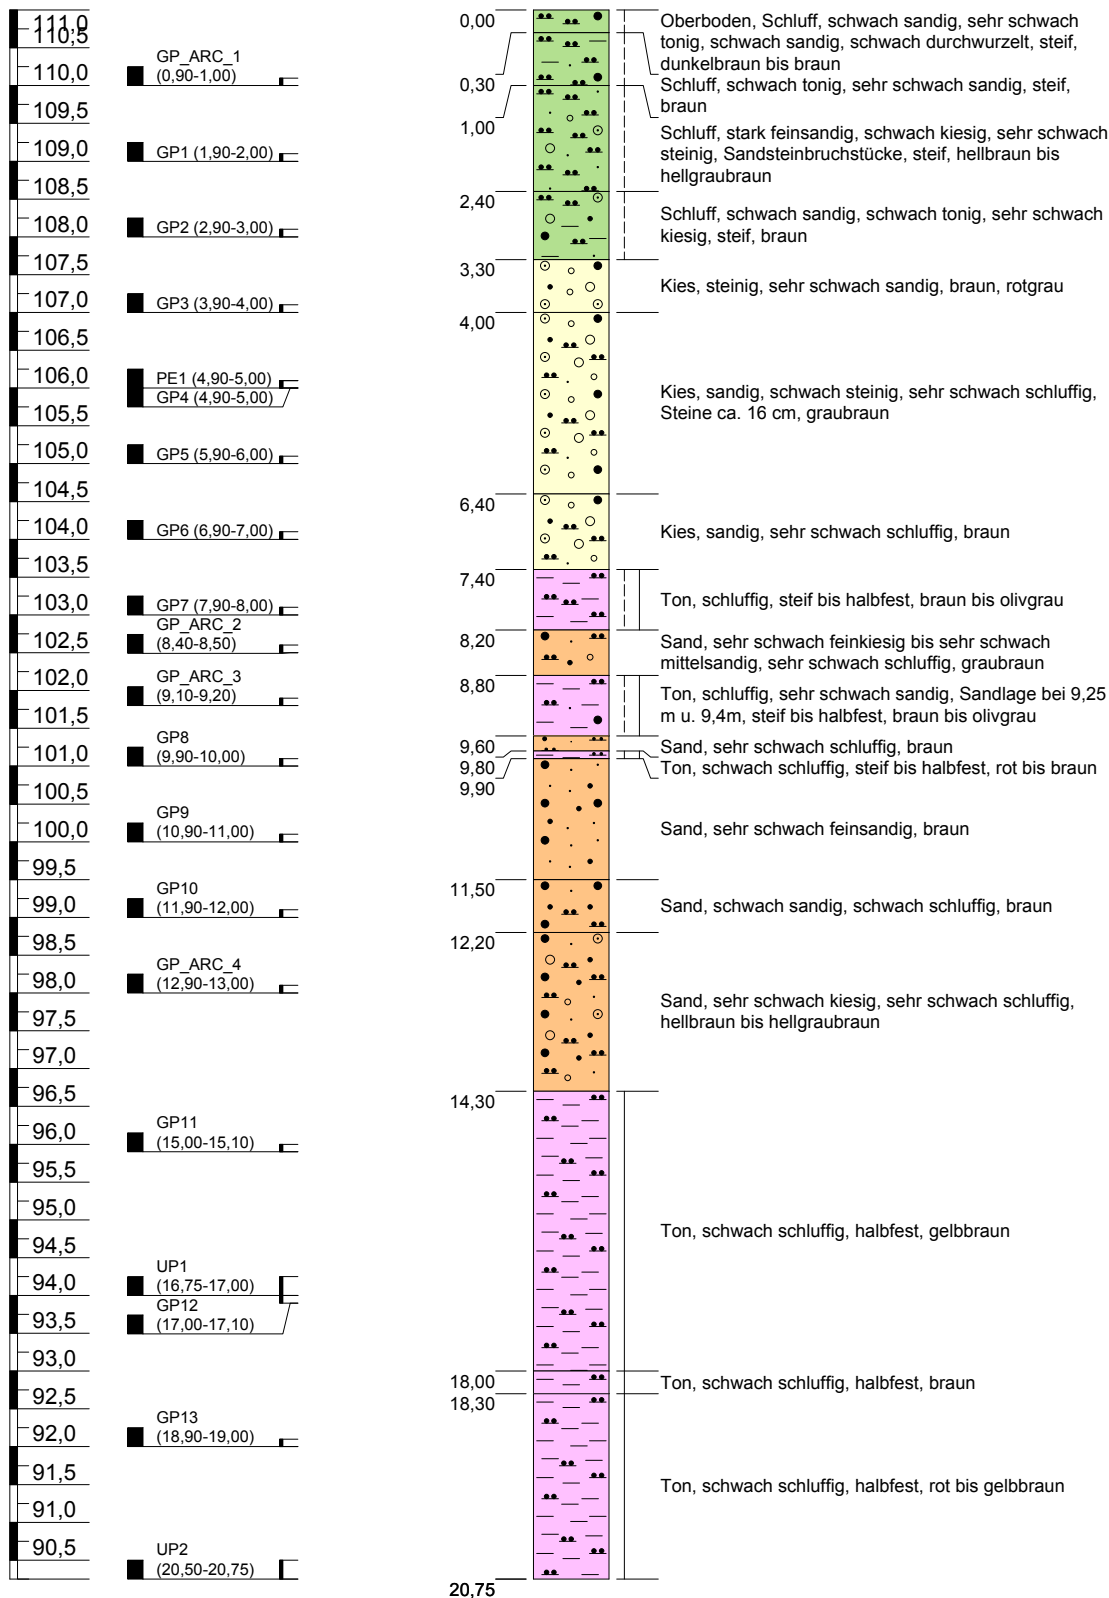 111,0
110,5
110,0
109,5
109,0
108,5
108,0
107,5
107,0
106,5
106,0
105,5
105,0
104,5
104,0
103,5
103,0
102,5
102,0
101,5
101,0
100,5
100,0
99,5
99,0
98,5
98,0
97,5
97,0
96,5
96,0
95,5
95,0
94,5
94,0
93,5
93,0
92,5
92,0
91,5
91,0
90,5
GP_ARC_1
(0,90-1,00)
GP1 (1,90-2,00)
GP2 (2,90-3,00)
GP3 (3,90-4,00)
PE1 (4,90-5,00)
GP4 (4,90-5,00)
GP5 (5,90-6,00)
GP6 (6,90-7,00)
GP7 (7,90-8,00)
GP_ARC_2
(8,40-8,50)
GP_ARC_3
(9,10-9,20)
GP8
(9,90-10,00)
GP9
(10,90-11,00)
GP10
(11,90-12,00)
GP_ARC_4
(12,90-13,00)
GP11
(15,00-15,10)
UP1
(16,75-17,00)
GP12
(17,00-17,10)
GP13
(18,90-19,00)
UP2
(20,50-20,75)
0,00
0,30
1,00
2,40
3,30
4,00
6,40
7,40
8,20
8,80
9,60
9,80
9,90
11,50
12,20
14,30
18,00
18,30
20,75
Oberboden, Schluff, schwach sandig, sehr schwach
tonig, schwach sandig, schwach durchwurzelt, steif,
dunkelbraun bis braun
Schluff, schwach tonig, sehr schwach sandig, steif,
braun
Schluff, stark feinsandig, schwach kiesig, sehr schwach
steinig, Sandsteinbruchstücke, steif, hellbraun bis
hellgraubraun
Schluff, schwach sandig, schwach tonig, sehr schwach
kiesig, steif, braun
Kies, steinig, sehr schwach sandig, braun, rotgrau
Kies, sandig, schwach steinig, sehr schwach schluffig,
Steine ca. 16 cm, graubraun
Kies, sandig, sehr schwach schluffig, braun
Ton, schluffig, steif bis halbfest, braun bis olivgrau
Sand, sehr schwach feinkiesig bis sehr schwach
mittelsandig, sehr schwach schluffig, graubraun
Ton, schluffig, sehr schwach sandig, Sandlage bei 9,25
m u. 9,4m, steif bis halbfest, braun bis olivgrau
Sand, sehr schwach schluffig, braun
Ton, schwach schluffig, steif bis halbfest, rot bis braun
Sand, sehr schwach feinsandig, braun
Sand, schwach sandig, schwach schluffig, braun
Sand, sehr schwach kiesig, sehr schwach schluffig,
hellbraun bis hellgraubraun
Ton, schwach schluffig, halbfest, gelbbraun
Ton, schwach schluffig, halbfest, braun
Ton, schwach schluffig, halbfest, rot bis gelbbraun